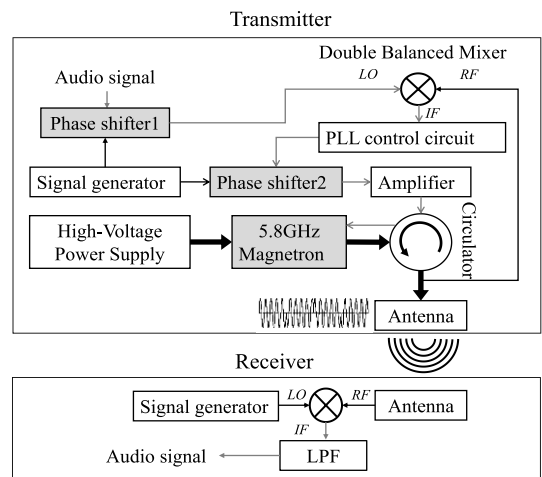 Transmitter
Double Balanced Mixer
Audio signal
LO
RF
IF
Phase shifter1
PLL control circuit
Signal generator
Phase shifter2
Amplifier
High-Voltage
Power Supply
5.8GHz
Magnetron
Circulator
Antenna
Receiver
Signal generator
LO
RF
Antenna
IF
Audio signal
LPF